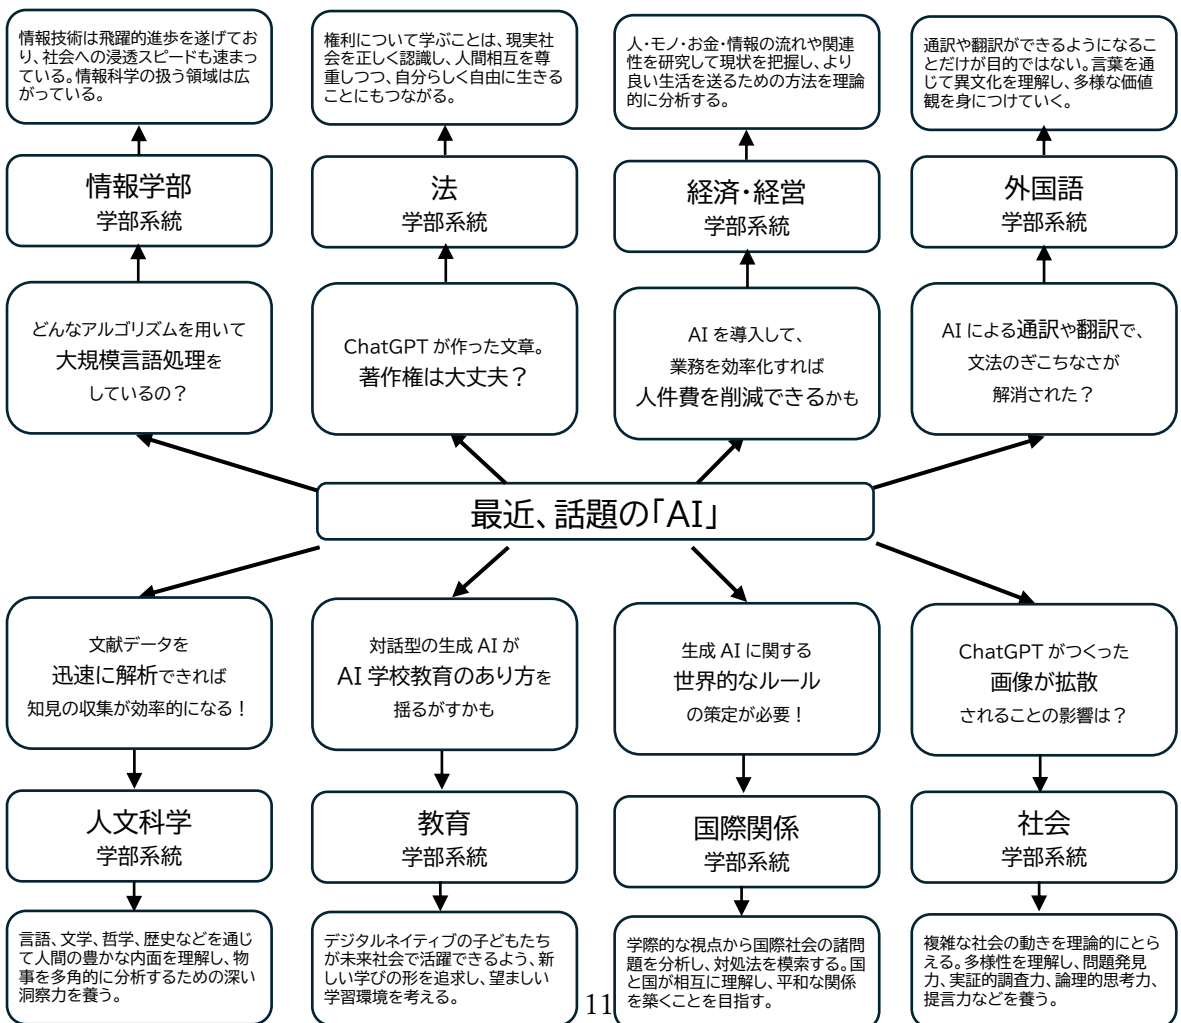 情報技術は飛躍的進歩を遂げてお
り、社会への浸透スピードも速まっ
ている。情報科学の扱う領域は広
がっている。
権利について学ぶことは、現実社
会を正しく認識し、人間相互を尊
重しつつ、自分らしく自由に生きる
ことにもつながる。
人・モノ・お金・情報の流れや関連
性を研究して現状を把握し、より
良い生活を送るための方法を理論
的に分析する。
通訳や翻訳ができるようになるこ
とだけが目的ではない。言葉を通
じて異文化を理解し、多様な価値
観を身につけていく。
情報学部
学部系統
法
学部系統
経済・経営
学部系統
外国語
学部系統
どんなアルゴリズムを用いて
大規模言語処理を
しているの？
ChatGPT が作った文章。
著作権は大丈夫？
AI を導入して、
業務を効率化すれば
人件費を削減できるかも
AI による通訳や翻訳で、
文法のぎこちなさが
解消された？
最近、話題の「AI」
文献データを
迅速に解析できれば
知見の収集が効率的になる！
対話型の生成 AI が
AI 学校教育のあり方を
揺るがすかも
生成 AI に関する
世界的なルール
の策定が必要！
ChatGPT がつくった
画像が拡散
されることの影響は？
人文科学
学部系統
教育
学部系統
国際関係
学部系統
社会
学部系統
言語、文学、哲学、歴史などを通じ
て人間の豊かな内面を理解し、物
事を多角的に分析するための深い
洞察力を養う。
デジタルネイティブの子どもたち
が未来社会で活躍できるよう、新
しい学びの形を追求し、望ましい
学習環境を考える。
学際的な視点から国際社会の諸問
題を分析し、対処法を模索する。国
と国が相互に理解し、平和な関係
を築くことを目指す。
複雑な社会の動きを理論的にとら
える。多様性を理解し、問題発見
力、実証的調査力、論理的思考力、
提言力などを養う。
11